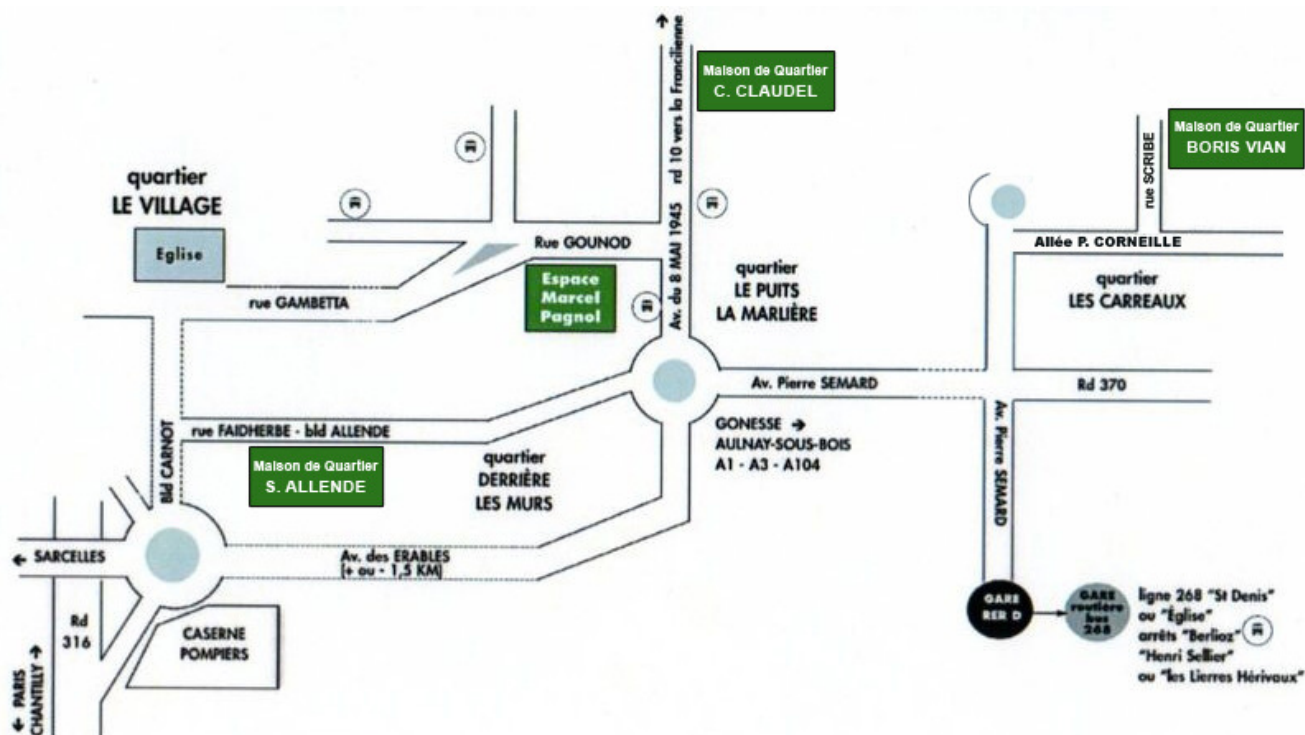 Maison de Quartier
C. CLAUDEL
Maison de Quartier
BORIS VIAN
rue SCRIBE
Av. du 8 MAI 1945 rd 10 vers la Francilienne
quartier
LE VILLAGE
Eglise
Rue GOUNOD
Allée P. CORNEILLE
rue GAMBETTA
Espace
Marcel
Pagnol
quartier
LE PUITS
LA MARLIÈRE
quartier
LES CARREAUX
Av. Pierre SEMARD
Rd 370
rue FAIDHERBE - bld ALLENDE
GONESSE →
AULNAY-SOUS-BOIS
A1 - A3 - A104
Bld CARNOT
Maison de Quartier
S. ALLENDE
quartier
DERRIÈRE
LES MURS
Av. Pierre SEMARD
← SARCELLES
Av. des ERABLES
(+ ou - 1,5 KM)
Rd
316
CASERNE
POMPIERS
← PARIS
CHANTILLY →
GARE
RER D
GARE
routière
bus
268
ligne 268 "St Denis"
ou "Église"
arrêts "Berlioz"
"Henri Sellier"
ou "les Lierres Hérivaux"